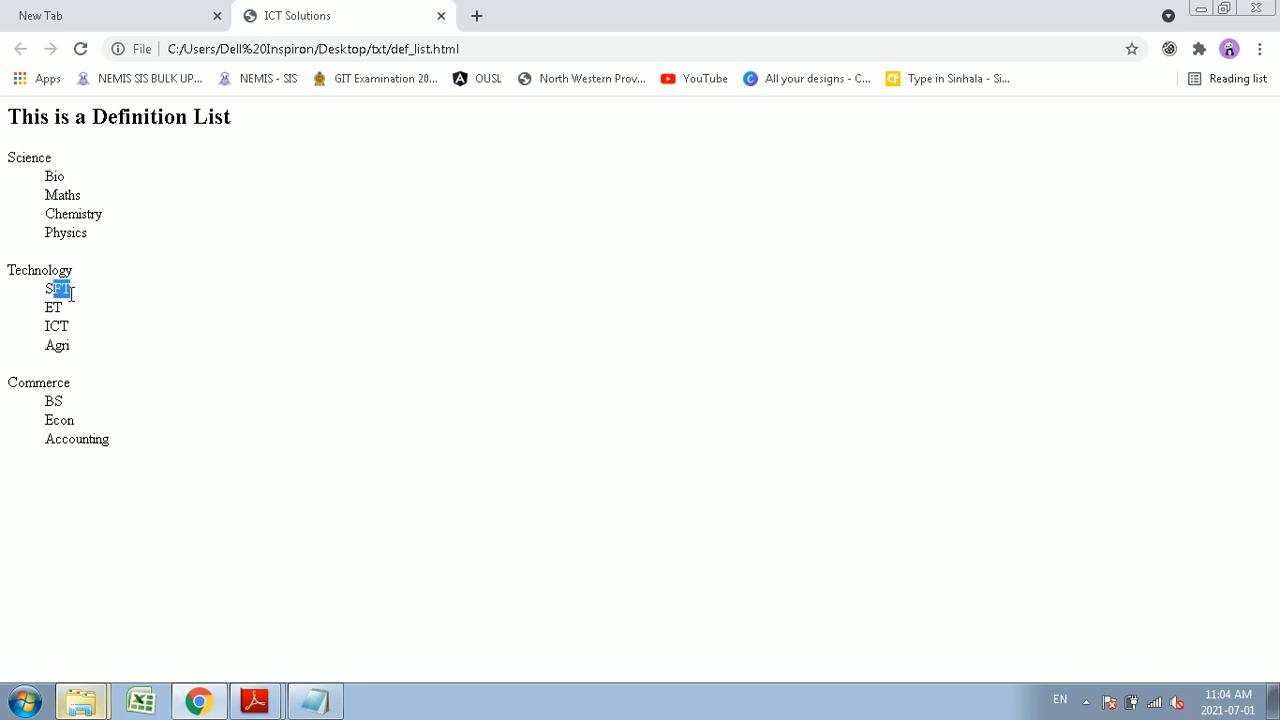 New Tab
ICT Solutions
File
C:/Users/Dell%20Inspiron/Desktop/txt/def_list.html
Apps
NEMIS SIS BULK UP...
NEMIS - SIS
GIT Examination 20...
OUSL
North Western Prov...
YouTube
All your designs - C...
Type in Sinhala - Si...
Reading list
This is a Definition List
Science
Bio
Maths
Chemistry
Physics
Technology
SFT
ET
ICT
Agri
Commerce
BS
Econ
Accounting
EN
11:04 AM
2021-07-01